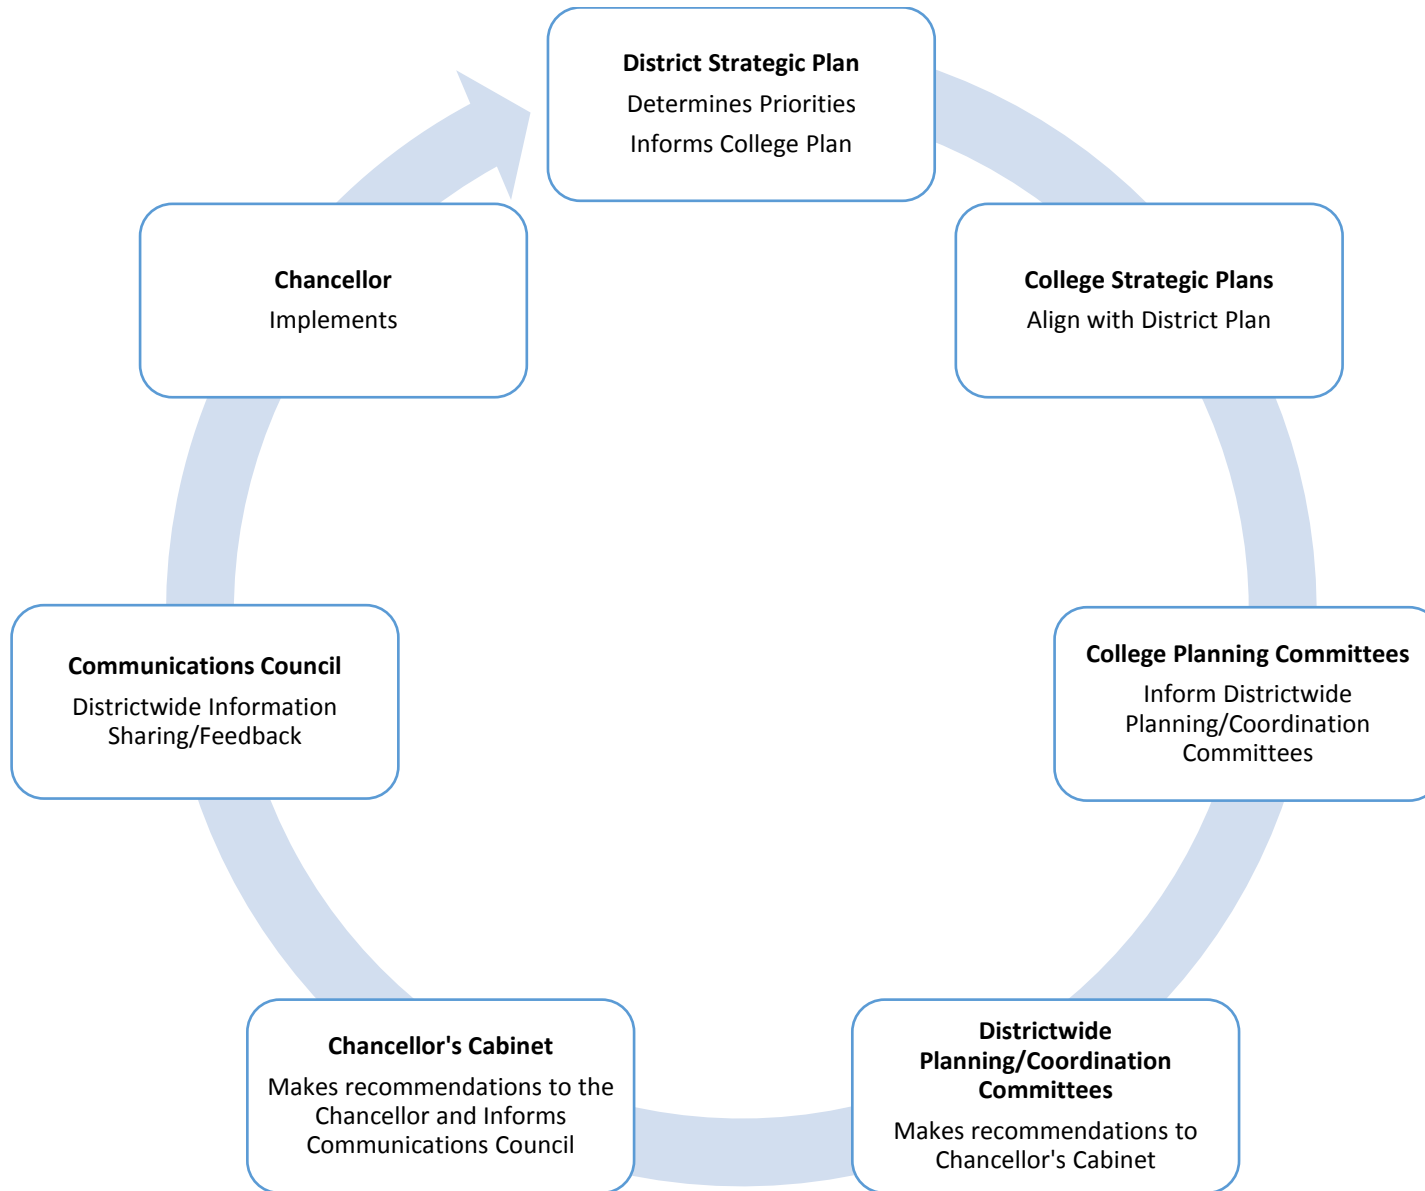 District Strategic Plan
Determines Priorities
Informs College Plan
College Strategic Plans
Align with District Plan
College Planning Committees
Inform Districtwide
Planning/Coordination
Committees
Districtwide
Planning/Coordination
Committees
Makes recommendations to
Chancellor's Cabinet
Chancellor's Cabinet
Makes recommendations to the
Chancellor and Informs
Communications Council
Communications Council
Districtwide Information
Sharing/Feedback
Chancellor
Implements